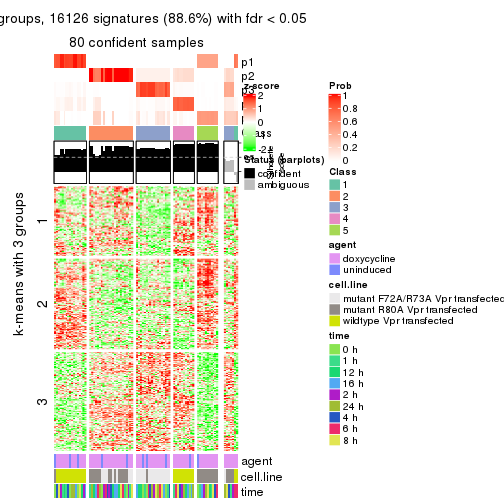 groups, 16126 signatures (88.6%) with fdr < 0.05
80 confident samples
p1
p2
p3
z-score
2
1
0
-1
-2
Status (barplots)
confident
ambiguous
Prob
1
0.8
0.6
0.4
0.2
0
Class
1
2
3
4
5
agent
doxycycline
uninduced
cell.line
mutant F72A/R73A Vpr transfected
mutant R80A Vpr transfected
wildtype Vpr transfected
time
0 h
1 h
12 h
16 h
2 h
24 h
4 h
6 h
8 h
k-means with 3 groups
1
2
3
agent
cell.line
time